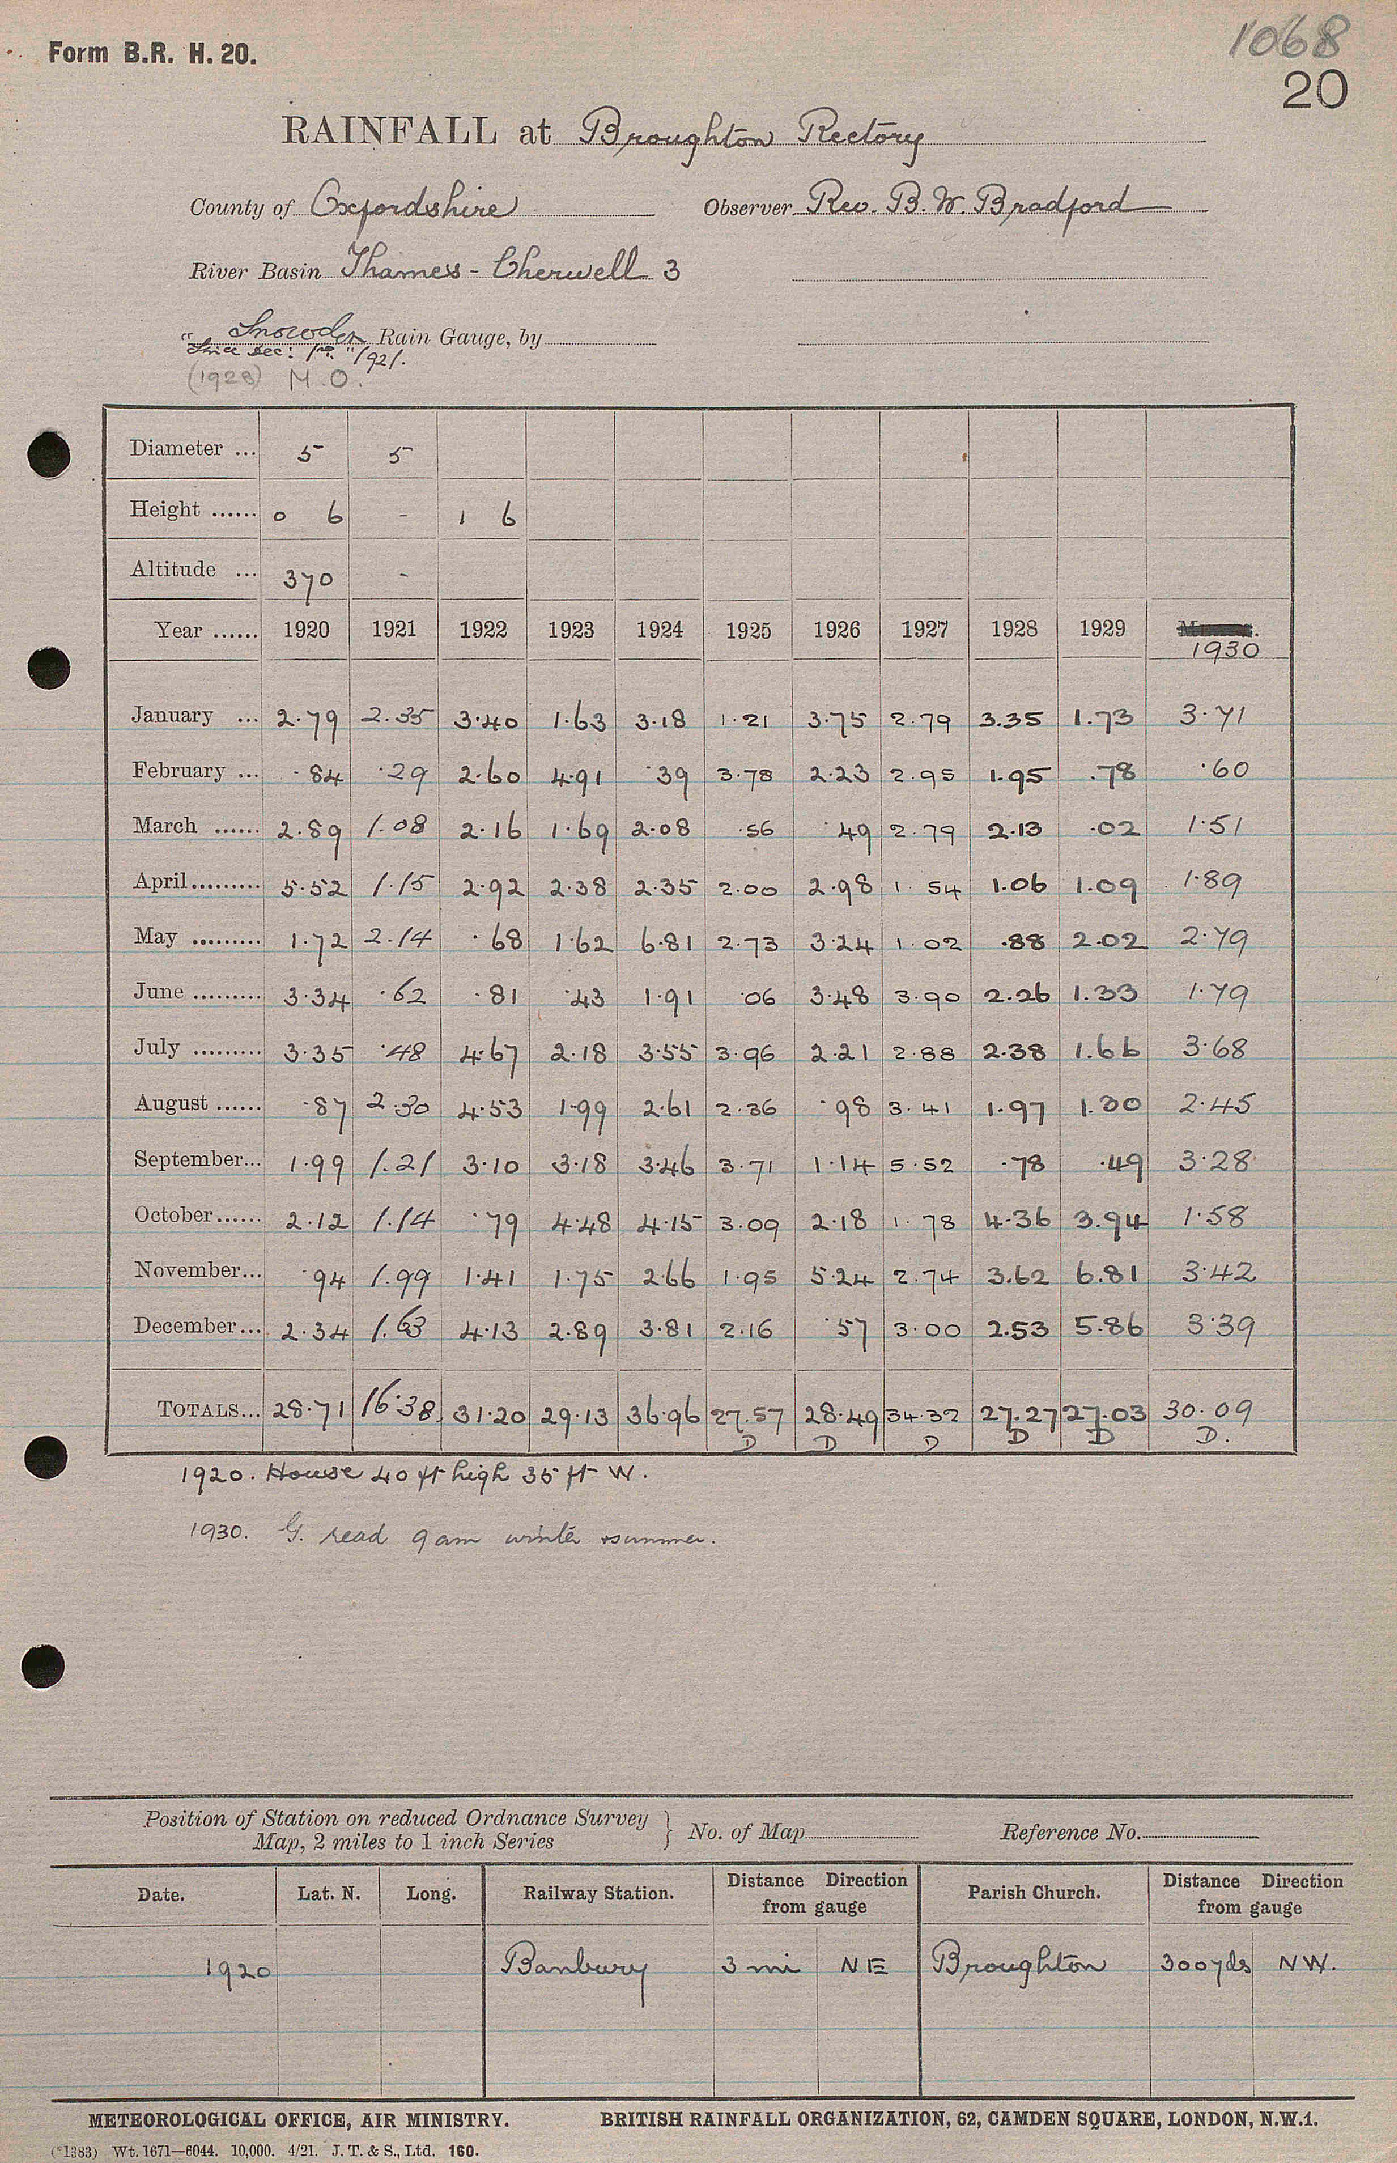 Form B.R. H. 20.
1068
20
RAINFALL at Broughton Rectory
County of Oxfordshire Observer Rev. B. W. Bradford
River Basin Thames - Cherwell 3
"Snowdon Rain Gauge, by
Since Dec: 1st" 1921.
(1928) M.O.
Diameter ... 5 5
Height ...... 0 6 - 1 6
Altitude ... 370 -
Year ...... 1920 1921 1922 1923 1924 1925 1926 1927 1928 1929
1930
January ... 2.79 2.35 3.40 1.63 3.18 1.21 3.75 2.79 3.35 1.73 3.71
February ... .84 .29 2.60 4.91 .39 3.78 2.23 2.95 1.95 .78 .60
March ...... 2.89 1.08 2.16 1.69 2.08 .56 .49 2.79 2.13 .02 1.51
April......... 5.52 1.15 2.92 2.38 2.35 2.00 2.98 1.54 1.06 1.09 1.89
May ......... 1.72 2.14 .68 1.62 6.81 2.73 3.24 1.02 .88 2.02 2.79
June ......... 3.34 .62 .81 .43 1.91 .06 3.48 3.90 2.26 1.33 1.79
July ......... 3.35 .48 4.67 2.18 3.55 3.96 2.21 2.88 2.38 1.66 3.68
August ...... .87 2.30 4.53 1.99 2.61 2.36 .98 3.41 1.97 1.30 2.45
September... 1.99 1.21 3.10 3.18 3.46 3.71 1.14 5.52 .78 .49 3.28
October...... 2.12 1.14 .79 4.48 4.15 3.09 2.18 1.78 4.36 3.94 1.58
November... .94 1.99 1.41 1.75 2.66 1.95 5.24 2.74 3.62 6.81 3.42
December... 2.34 1.63 4.13 2.89 3.81 2.16 .57 3.00 2.53 5.86 3.39
TOTALS... 28.71 16.38 31.20 29.13 36.96 27.57 28.49 34.32 27.27 27.03 30.09
D D D D D D.
1920. House 40 ft high 35 ft W.
1930. G. read 9 am winter & summer.
Position of Station on reduced Ordnance Survey
Map, 2 miles to 1 inch Series } No. of Map Reference No.
Date. Lat. N. Long. Railway Station. Distance Direction from gauge Parish Church. Distance Direction from gauge
1920 Banbury 3 mi NE Broughton 300 yds NW.
METEOROLOGICAL OFFICE, AIR MINISTRY. BRITISH RAINFALL ORGANIZATION, 62, CAMDEN SQUARE, LONDON, N.W.1.
(*1383) Wt. 1671—6044. 10,000. 4/21. J. T. & S., Ltd. 160.